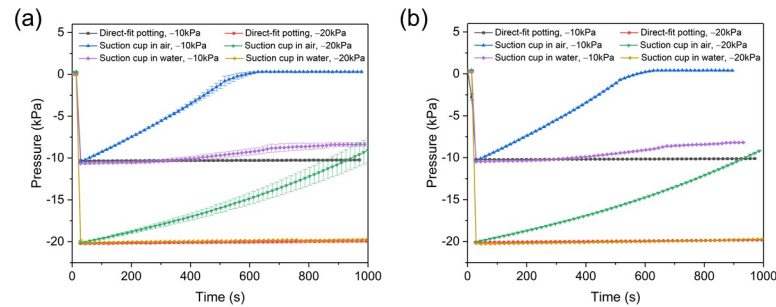 (a)
Direct-fit potting, −10kPa
Direct-fit potting, −20kPa
Suction cup in air, −10kPa
Suction cup in air, −20kPa
Suction cup in water, −10kPa
Suction cup in water, −20kPa
5
0
-5
-10
-15
-20
Pressure (kPa)
0
200
400
600
800
1000
Time (s)
(b)
Direct-fit potting, −10kPa
Direct-fit potting, −20kPa
Suction cup in air, −10kPa
Suction cup in air, −20kPa
Suction cup in water, −10kPa
Suction cup in water, −20kPa
5
0
-5
-10
-15
-20
Pressure (kPa)
0
200
400
600
800
1000
Time (s)